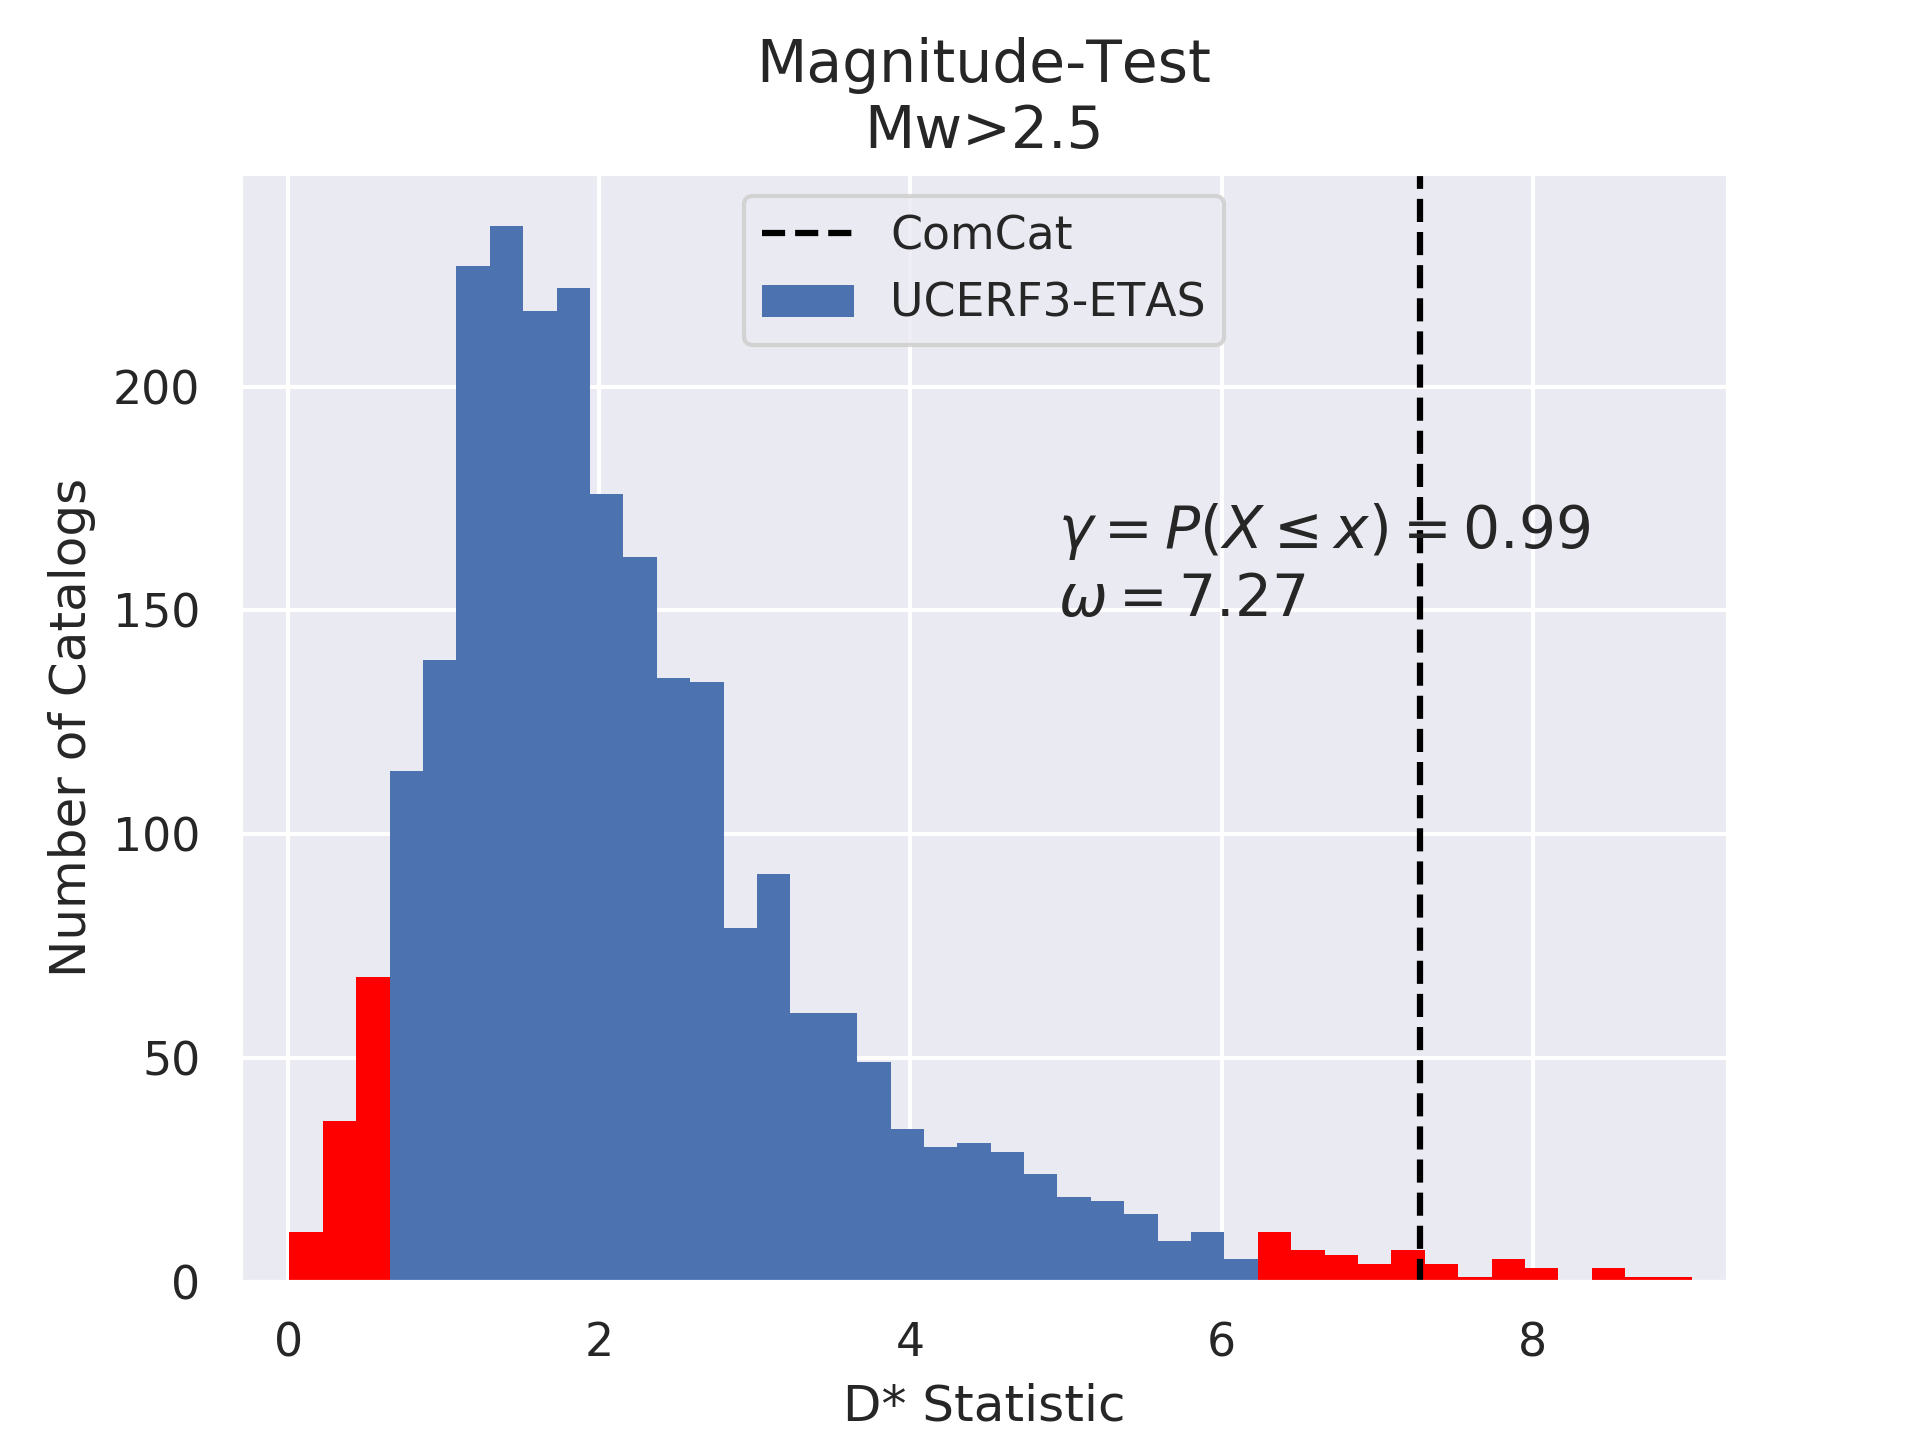 Magnitude-Test
Mw>2.5
ComCat
UCERF3-ETAS
γ = P(X ≤ x) = 0.99
ω = 7.27
Number of Catalogs
200
150
100
50
0
0 2 4 6 8
D* Statistic